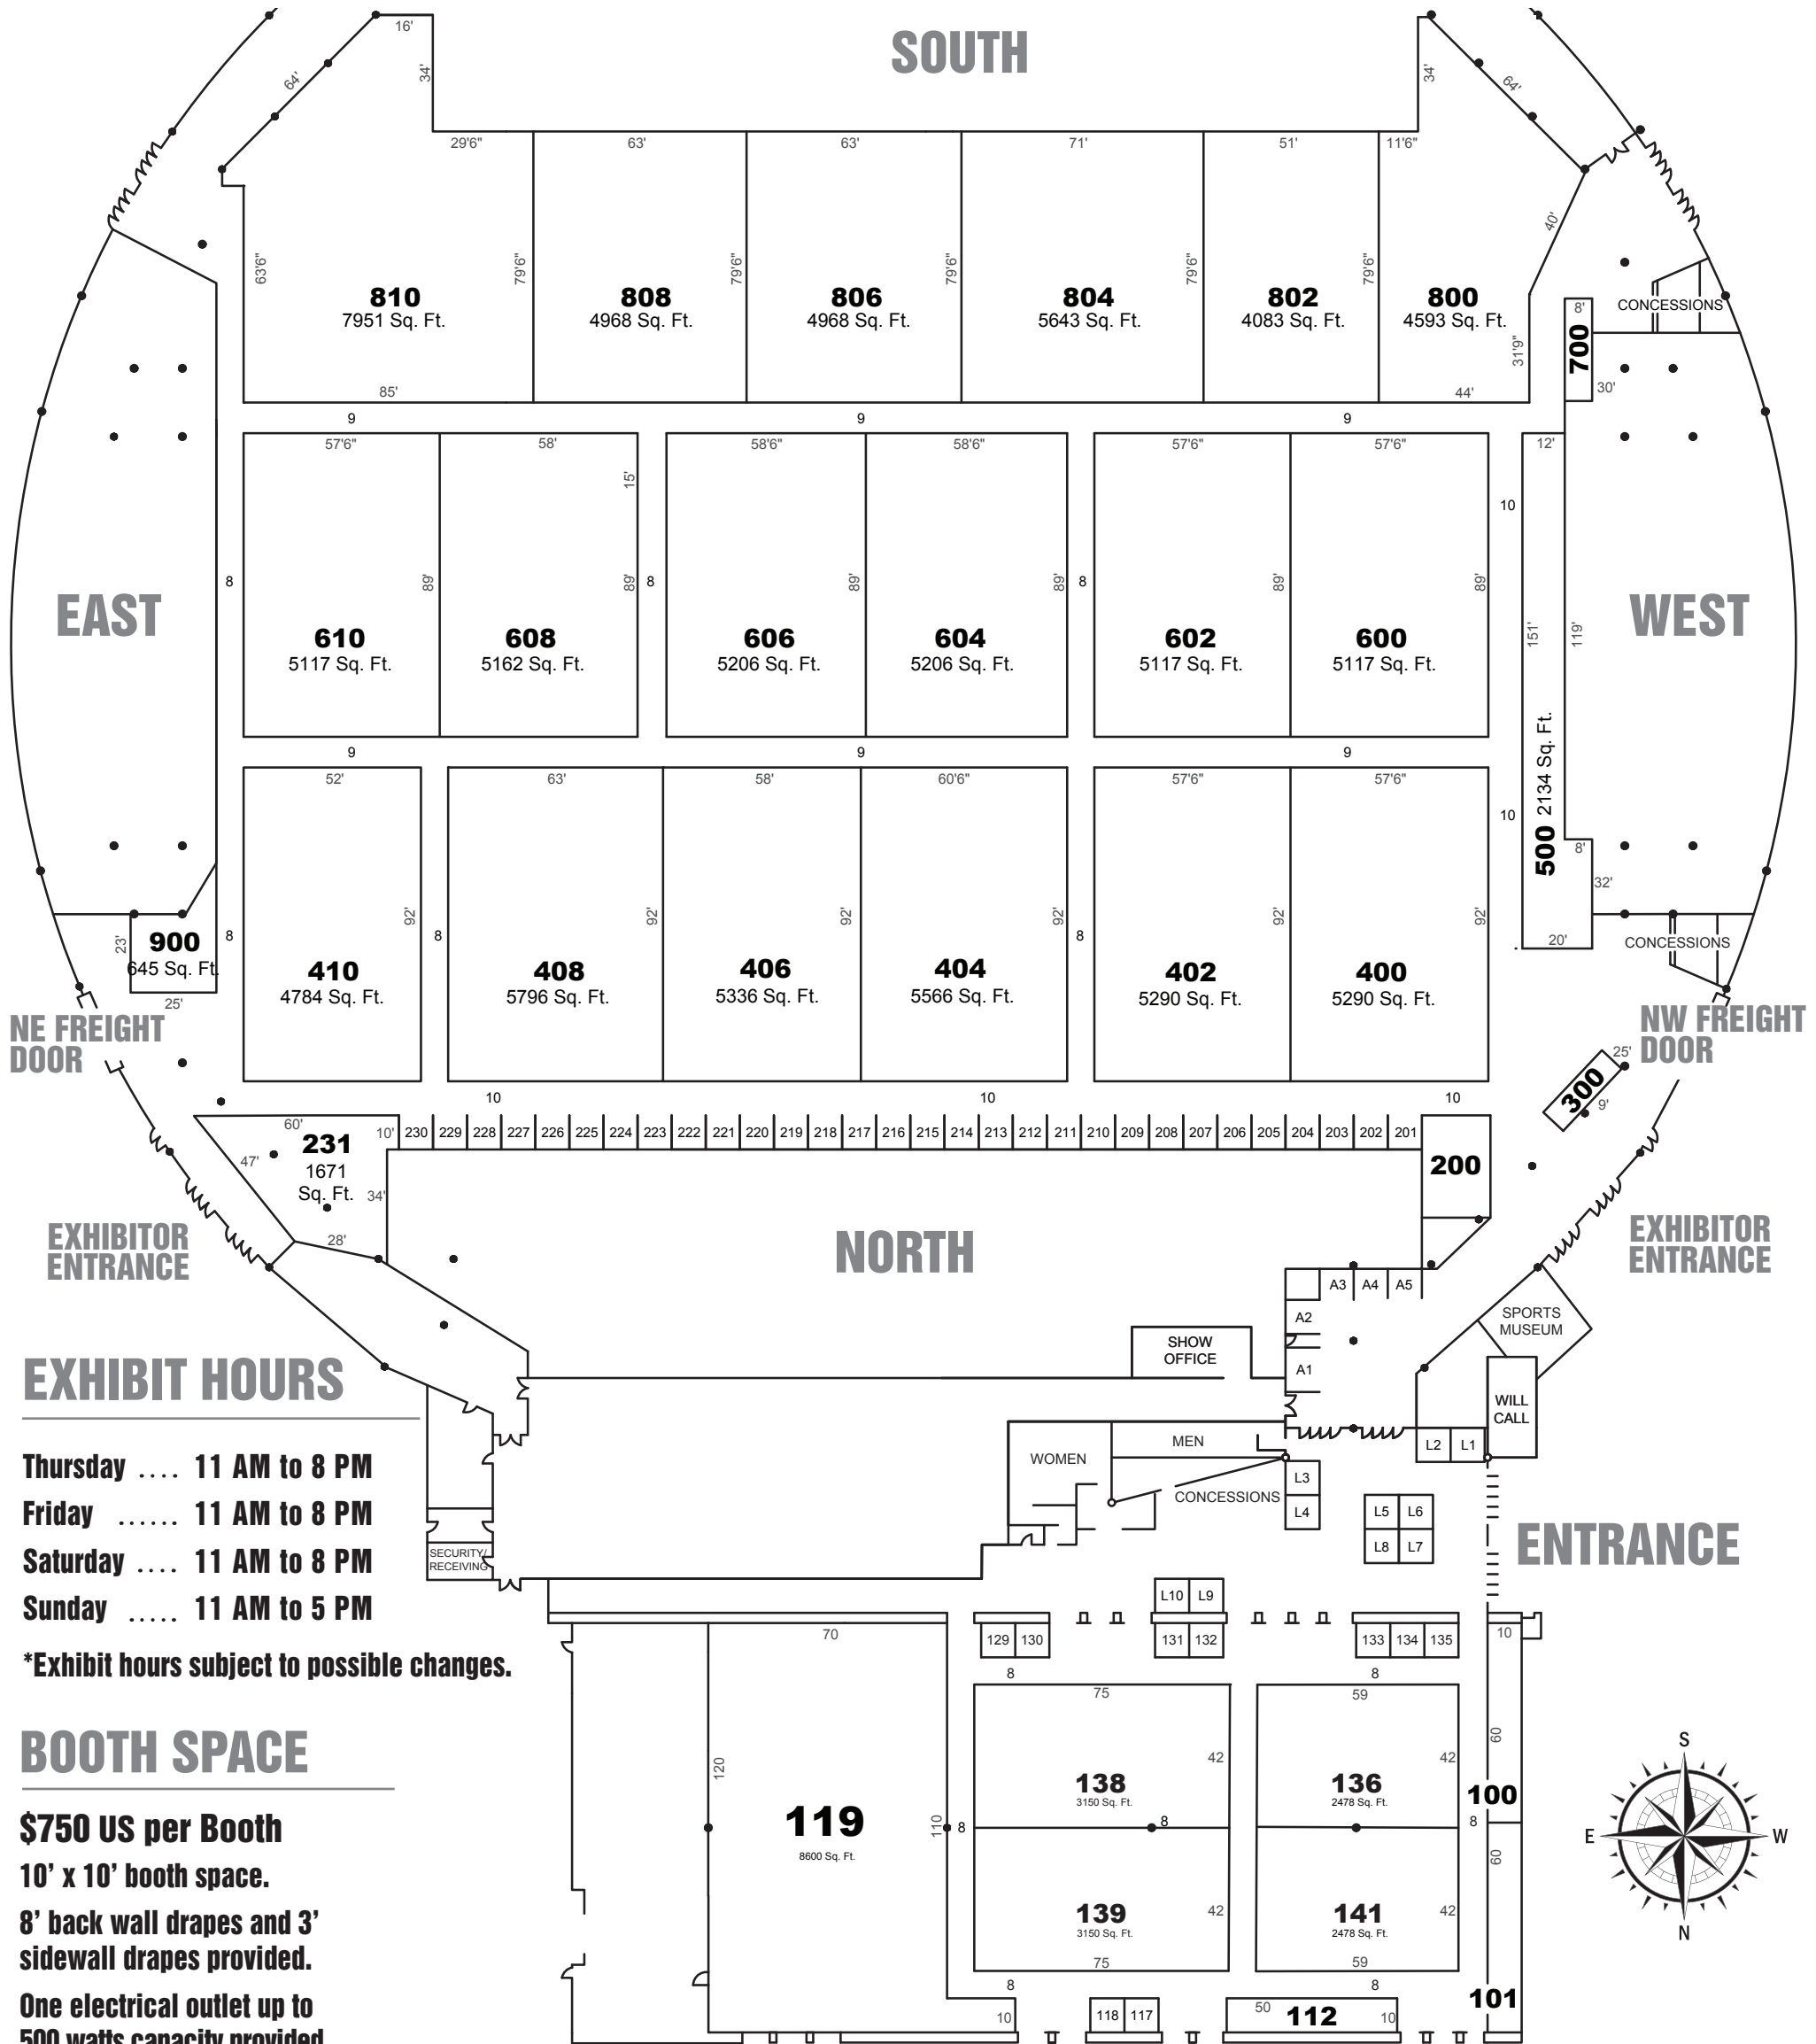 SOUTH
16'
34'
64'
34'
64'
29'6"
63'
63'
71'
51'
11'6"
40'
63'6"
79'6"
79'6"
79'6"
79'6"
79'6"
810
7951 Sq. Ft.
808
4968 Sq. Ft.
806
4968 Sq. Ft.
804
5643 Sq. Ft.
802
4083 Sq. Ft.
800
4593 Sq. Ft.
31'9"
85'
44'
8'
700
30'
CONCESSIONS
9
9
9
57'6"
58'
58'6"
58'6"
57'6"
57'6"
12'
15'
10
EAST
8
89'
89'
8
89'
89'
8
89'
89'
151'
119'
WEST
610
5117 Sq. Ft.
608
5162 Sq. Ft.
606
5206 Sq. Ft.
604
5206 Sq. Ft.
602
5117 Sq. Ft.
600
5117 Sq. Ft.
9
9
9
52'
63'
58'
60'6"
57'6"
57'6"
10
500 2134 Sq. Ft.
8'
32'
20'
CONCESSIONS
23'
900
645 Sq. Ft.
25'
8
92'
8
92'
92'
92'
8
92'
92'
410
4784 Sq. Ft.
408
5796 Sq. Ft.
406
5336 Sq. Ft.
404
5566 Sq. Ft.
402
5290 Sq. Ft.
400
5290 Sq. Ft.
NE FREIGHT
DOOR
NW FREIGHT
DOOR
25'
300
9'
10
10
10
60'
10'
230 229 228 227 226 225 224 223 222 221 220 219 218 217 216 215 214 213 212 211 210 209 208 207 206 205 204 203 202 201
231
1671
Sq. Ft.
47'
34'
28'
200
EXHIBITOR
ENTRANCE
NORTH
EXHIBITOR
ENTRANCE
A3 A4 A5
A2
A1
SHOW
OFFICE
SPORTS
MUSEUM
WILL
CALL
EXHIBIT HOURS
Thursday .... 11 AM to 8 PM
Friday ...... 11 AM to 8 PM
Saturday .... 11 AM to 8 PM
Sunday ..... 11 AM to 5 PM
*Exhibit hours subject to possible changes.
WOMEN
MEN
CONCESSIONS
L2 L1
L3
L4
L5 L6
L8 L7
ENTRANCE
SECURITY/
RECEIVING
L10 L9
129 130
131 132
133 134 135
10
70
8
8
75
59
120
110
119
8600 Sq. Ft.
42
42
60
138
3150 Sq. Ft.
136
2478 Sq. Ft.
100
8
8
8
60
139
3150 Sq. Ft.
42
141
2478 Sq. Ft.
42
75
59
8
8
10
118 117
50
112
10
101
S
E
W
N
BOOTH SPACE
$750 US per Booth
10’ x 10’ booth space.
8’ back wall drapes and 3’
sidewall drapes provided.
One electrical outlet up to
500 watts capacity provided